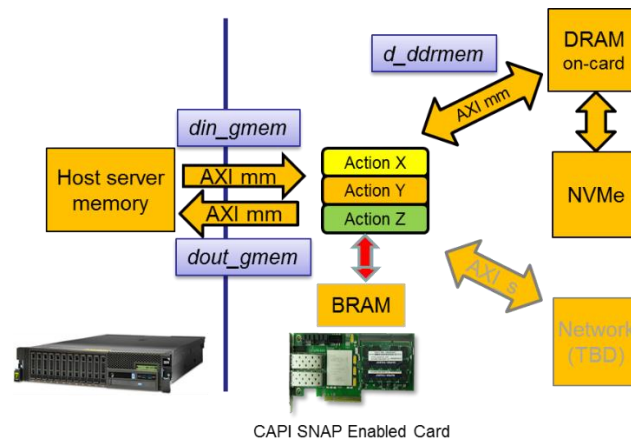 d_ddrmem
DRAM
on-card
AXI mm
din_gmem
Host server
memory
AXI mm
AXI mm
Action X
Action Y
Action Z
NVMe
dout_gmem
BRAM
AXI s
Network
(TBD)
CAPI SNAP Enabled Card